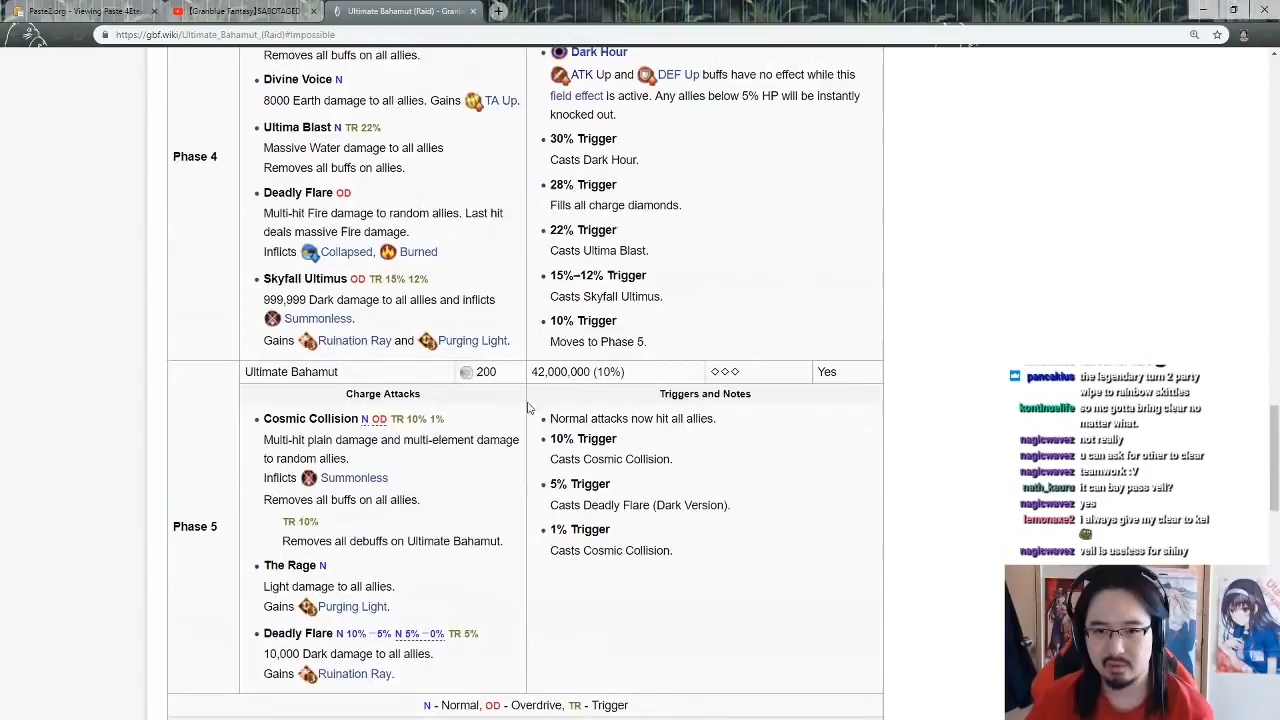 Paste2.org - Viewing Paste 4Ete
【Granblue Fantasy】SABOTAGED
Ultimate Bahamut (Raid) - Granb
https://gbf.wiki/Ultimate_Bahamut_(Raid)#Impossible
Removes all buffs on all allies.
Divine Voice N
8000 Earth damage to all allies. Gains TA Up.
Ultima Blast N TR 22%
Massive Water damage to all allies
Removes all buffs on allies.
Phase 4
Deadly Flare OD
Multi-hit Fire damage to random allies. Last hit
deals massive Fire damage.
Inflicts Collapsed, Burned
Skyfall Ultimus OD TR 15% 12%
999,999 Dark damage to all allies and inflicts
Summonless.
Gains Ruination Ray and Purging Light.
Dark Hour
ATK Up and DEF Up buffs have no effect while this
field effect is active. Any allies below 5% HP will be instantly
knocked out.
30% Trigger
Casts Dark Hour.
28% Trigger
Fills all charge diamonds.
22% Trigger
Casts Ultima Blast.
15%–12% Trigger
Casts Skyfall Ultimus.
10% Trigger
Moves to Phase 5.
Ultimate Bahamut 200 42,000,000 (10%) ◇◇◇ Yes
Charge Attacks Triggers and Notes
Cosmic Collision N OD TR 10% 1%
Multi-hit plain damage and multi-element damage
to random allies.
Inflicts Summonless
Removes all buffs on all allies.
TR 10%
Removes all debuffs on Ultimate Bahamut.
Phase 5
The Rage N
Light damage to all allies.
Gains Purging Light.
Deadly Flare N 10% –5% N 5% –0% TR 5%
10,000 Dark damage to all allies.
Gains Ruination Ray.
Normal attacks now hit all allies.
10% Trigger
Casts Cosmic Collision.
5% Trigger
Casts Deadly Flare (Dark Version).
1% Trigger
Casts Cosmic Collision.
N - Normal, OD - Overdrive, TR - Trigger
pancakius the legendary turn 2 party
wipe to rainbow skittles
kontinuelife so mc gotta bring clear no
matter what.
nagicwavez not really
nagicwavez u can ask for other to clear
nagicwavez teamwork :V
nath_kauru it can bay pass veil?
nagicwavez yes
lemonaxe2 i always give my clear to kel
nagicwavez veil is useless for shiny